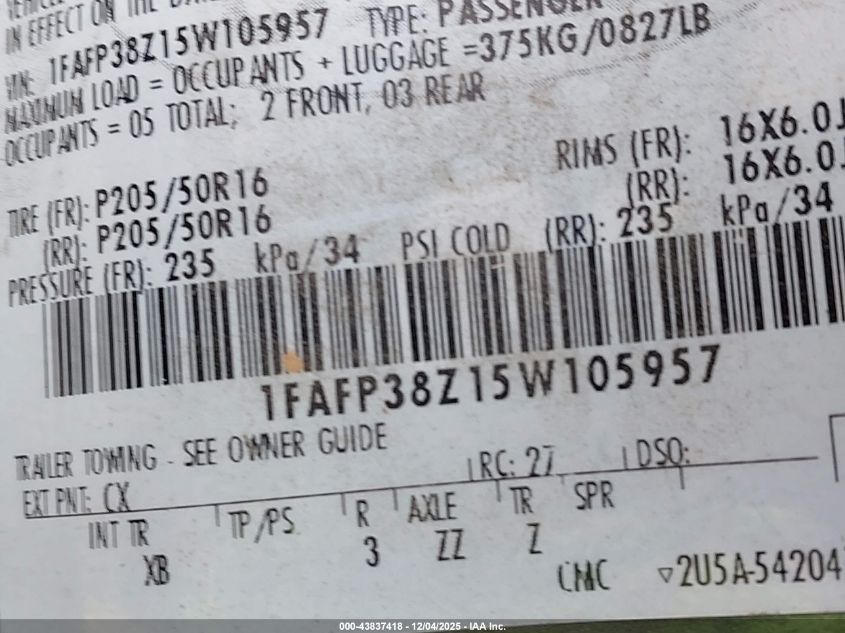 IN EFFECT ON THE
VIN: 1FAFP38Z15W105957 TYPE: PASSENGER
MAXIMUM LOAD = OCCUPANTS + LUGGAGE =375KG/0827LB
OCCUPANTS = 05 TOTAL; 2 FRONT, 03 REAR
TIRE (FR): P205/50R16 RIMS (FR): 16X6.0J
(RR): P205/50R16 (RR): 16X6.0J
PRESSURE (FR): 235 kPa/34 PSI COLD (RR): 235 kPa/34
1FAFP38Z15W105957
TRAILER TOWING - SEE OWNER GUIDE
EXT PNT: CX RC: 27 DSO:
INT TR TP/PS R AXLE TR SPR
XB 3 ZZ Z
CMC ▽2U5A-54204
000-43837418 - 12/04/2025 - IAA Inc.